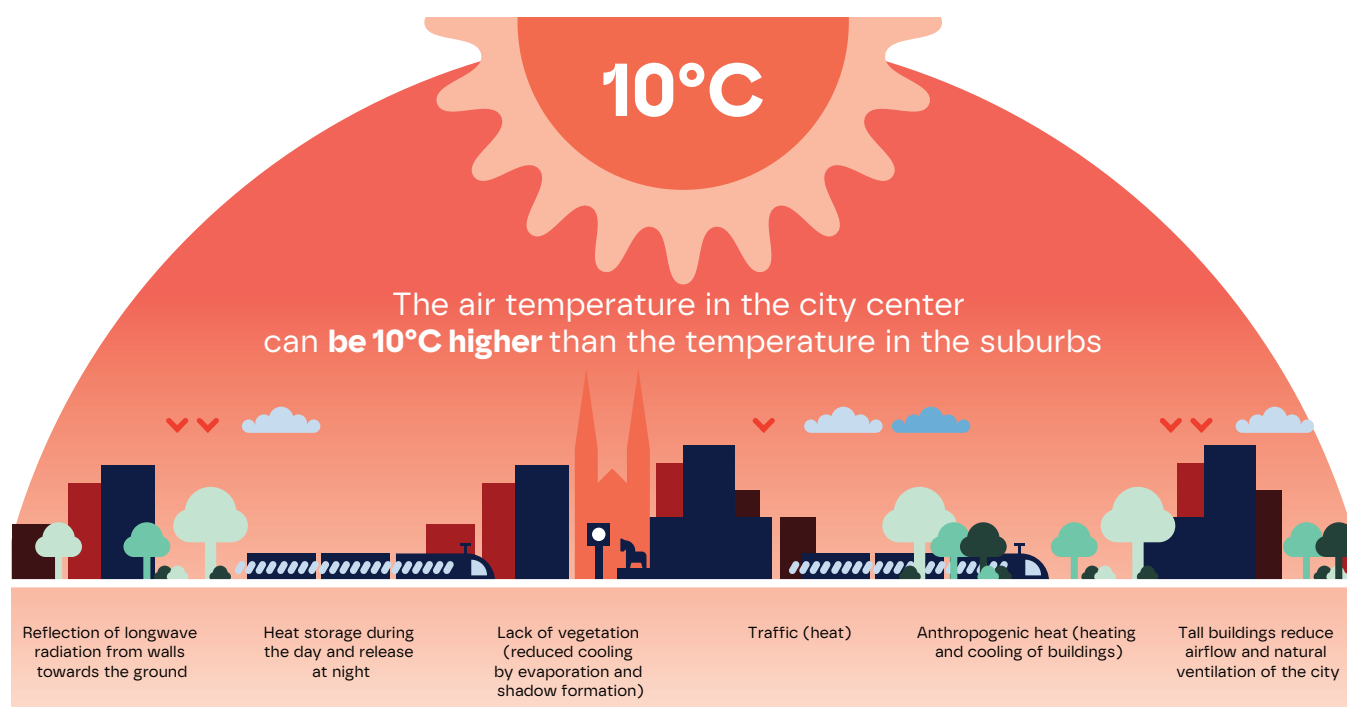 10°C
The air temperature in the city center
can be 10°C higher than the temperature in the suburbs
Reflection of longwave
radiation from walls
towards the ground
Heat storage during
the day and release
at night
Lack of vegetation
(reduced cooling
by evaporation and
shadow formation)
Traffic (heat)
Anthropogenic heat (heating
and cooling of buildings)
Tall buildings reduce
airflow and natural
ventilation of the city